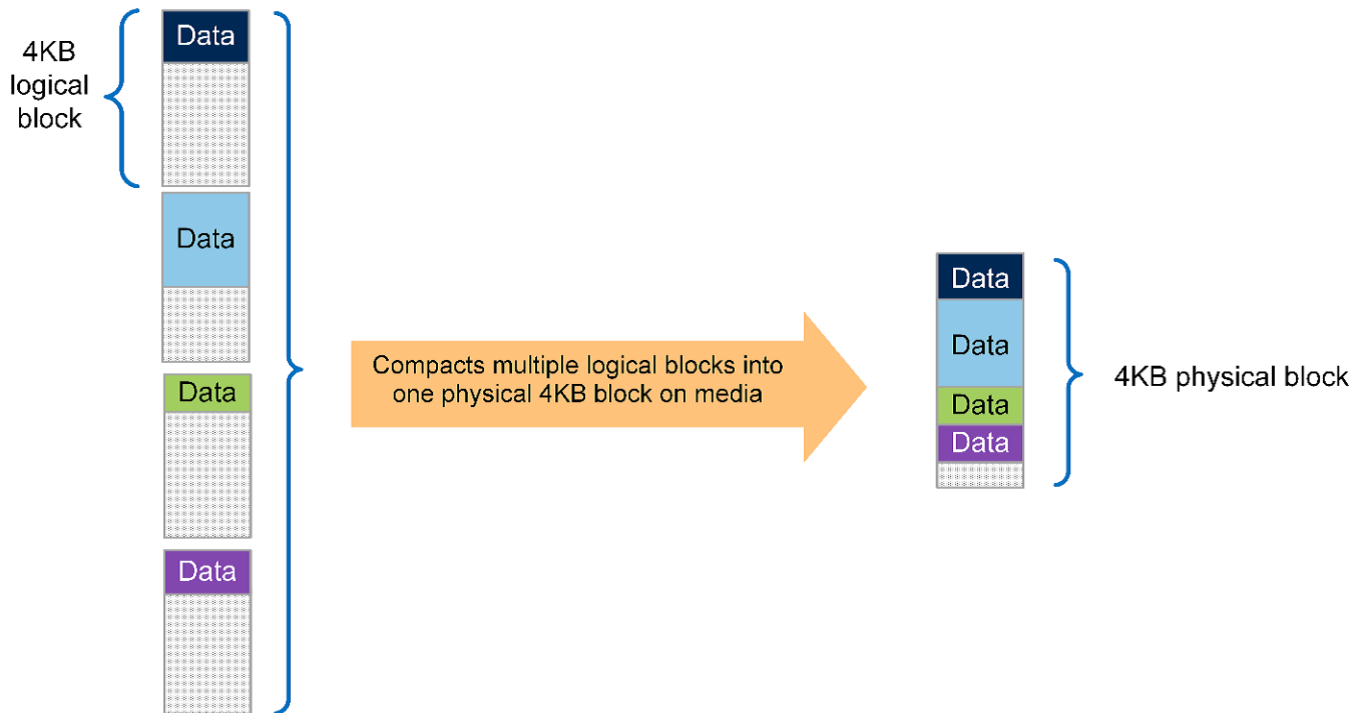 4KB
logical
block
Data
Data
Data
Data
Compacts multiple logical blocks into
one physical 4KB block on media
Data
Data
Data
Data
4KB physical block